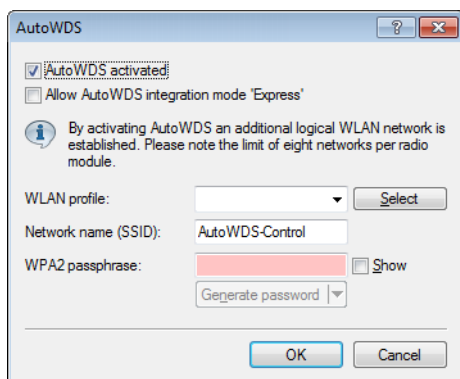 AutoWDS
AutoWDS activated
Allow AutoWDS integration mode 'Express'
By activating AutoWDS an additional logical WLAN network is
established. Please note the limit of eight networks per radio
module.
WLAN profile: Select
Network name (SSID): AutoWDS-Control
WPA2 passphrase: Show
Generate password
OK Cancel